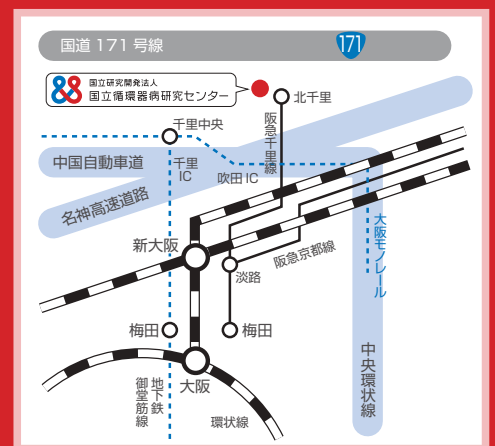 国道 171 号線
171
国立研究開発法人
国立循環器病研究センター
北千里
千里中央
阪急千里線
中国自動車道
千里
IC
吹田 IC
名神高速道路
新大阪
大阪モノレール
阪急京都線
淡路
梅田
梅田
中央環状線
大阪
地下鉄
御堂筋線
環状線